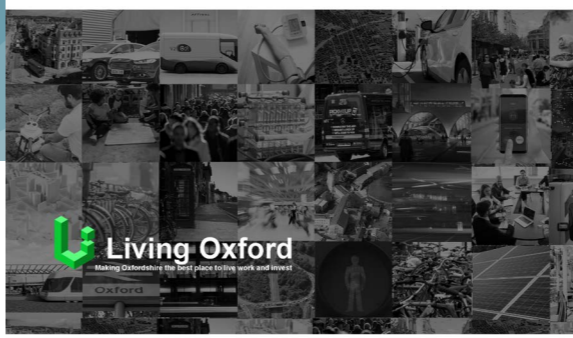 Living Oxford
Making Oxfordshire the best place to live work and invest
Oxford